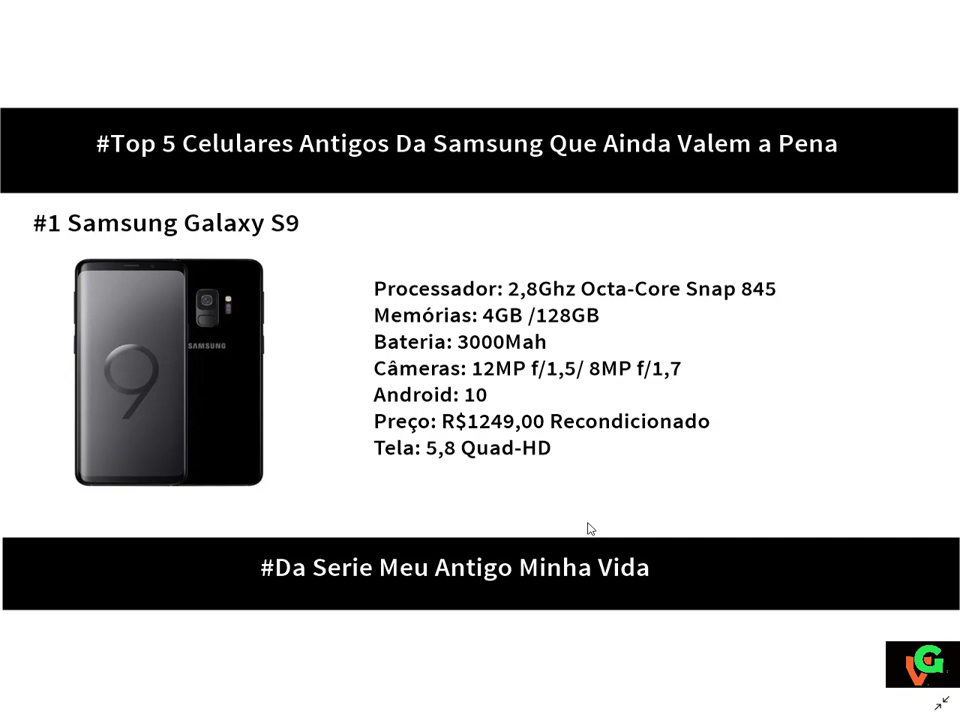 #Top 5 Celulares Antigos Da Samsung Que Ainda Valem a Pena
#1 Samsung Galaxy S9
9
SAMSUNG
Processador: 2,8Ghz Octa-Core Snap 845
Memórias: 4GB /128GB
Bateria: 3000Mah
Câmeras: 12MP f/1,5/ 8MP f/1,7
Android: 10
Preço: R$1249,00 Recondicionado
Tela: 5,8 Quad-HD
#Da Serie Meu Antigo Minha Vida
VG